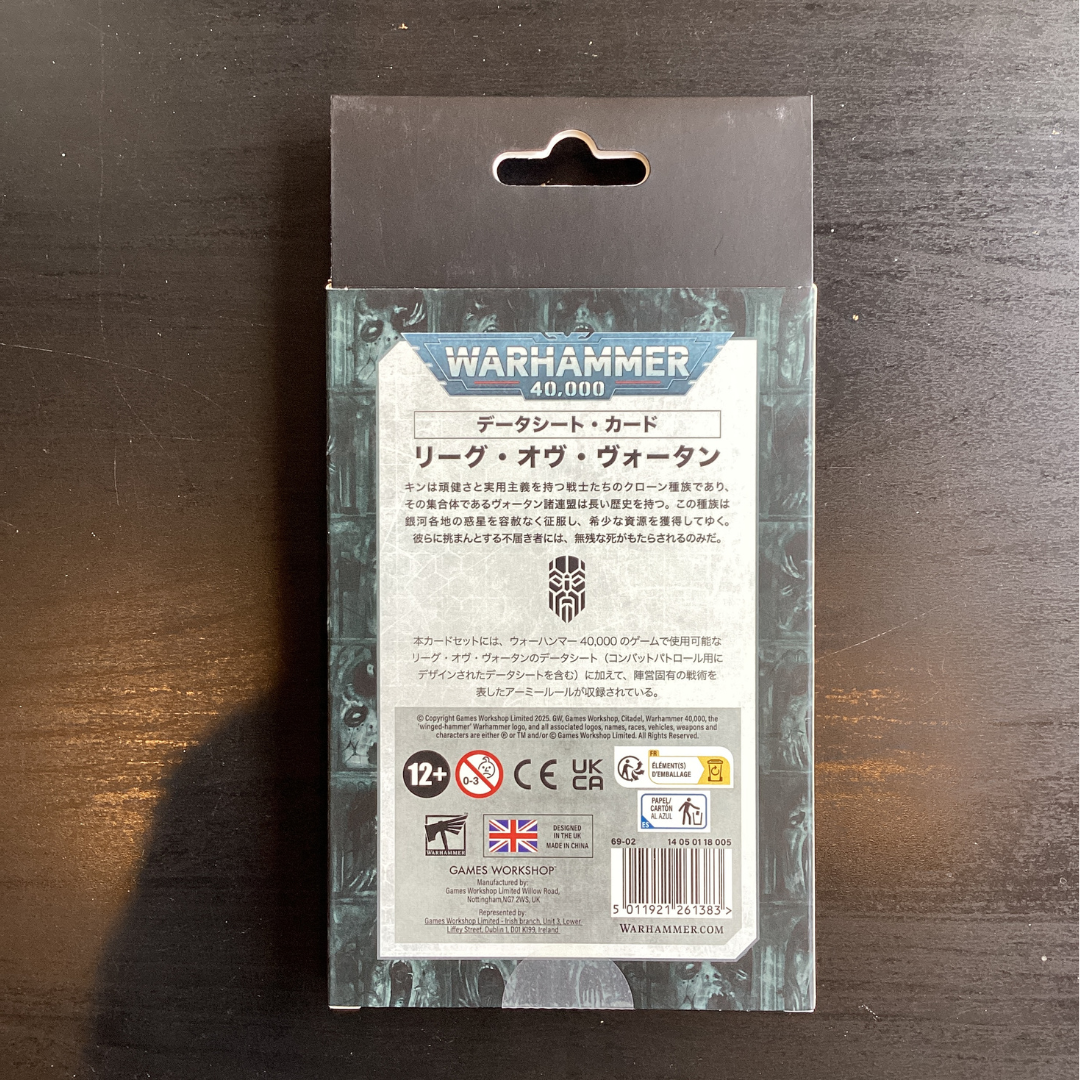 WARHAMMER
40,000
データシート・カード
リーグ・オヴ・ヴォータン
キンは頑健さと実用主義を持つ戦士たちのクローン種族であり、
その集合体であるヴォータン諸連盟は長い歴史を持つ。この種族は
銀河各地の惑星を容赦なく征服し、希少な資源を獲得してゆく。
彼らに挑まんとする不届き者には、無残な死がもたらされるのみだ。
本カードセットには、ウォーハンマー 40,000 のゲームで使用可能な
リーグ・オヴ・ヴォータンのデータシート（コンバットパトロール用に
デザインされたデータシートを含む）に加えて、陣営固有の戦術を
表したアーミールールが収録されている。
© Copyright Games Workshop Limited 2025. GW, Games Workshop, Citadel, Warhammer 40,000, the
'winged-hammer' Warhammer logo, and all associated logos, names, races, vehicles, weapons and
characters are either ® or TM and/or © Games Workshop Limited. All Rights Reserved.
12+
0-3
CE
UK
CA
FR
ÉLÉMENT(S)
D'EMBALLAGE
PAPEL/
CARTÓN
AL AZUL
ES
WARHAMMER
DESIGNED
IN THE UK
MADE IN CHINA
69-02 14 05 01 18 005
GAMES WORKSHOP
Manufactured by:
Games Workshop Limited Willow Road,
Nottingham,NG7 2WS, UK
Represented by:
Games Workshop Limited - Irish branch, Unit 3, Lower
Liffey Street, Dublin 1, D01 K199, Ireland
5 011921 261383 >
WARHAMMER.COM